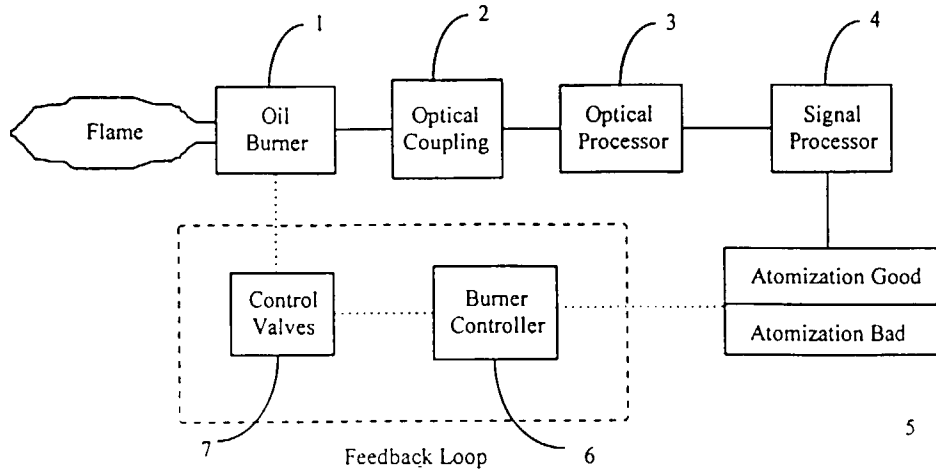 1
2
3
4
Flame
Oil
Burner
Optical
Coupling
Optical
Processor
Signal
Processor
Control
Valves
Burner
Controller
Atomization Good
Atomization Bad
5
7
6
Feedback Loop